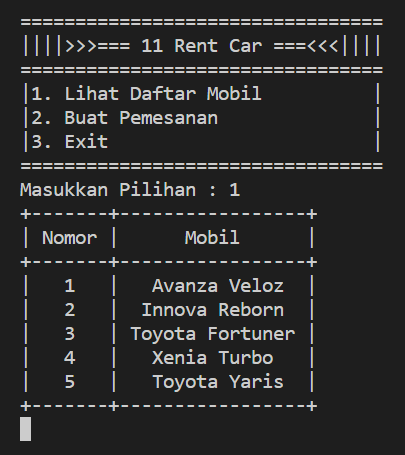 =================================
||||>>>=== 11 Rent Car ===<<<||||
=================================
|1. Lihat Daftar Mobil          |
|2. Buat Pemesanan              |
|3. Exit                        |
=================================
Masukkan Pilihan : 1
+-------+-----------------+
| Nomor |      Mobil      |
+-------+-----------------+
|   1   |   Avanza Veloz  |
|   2   |  Innova Reborn  |
|   3   | Toyota Fortuner |
|   4   |   Xenia Turbo   |
|   5   |   Toyota Yaris  |
+-------+-----------------+